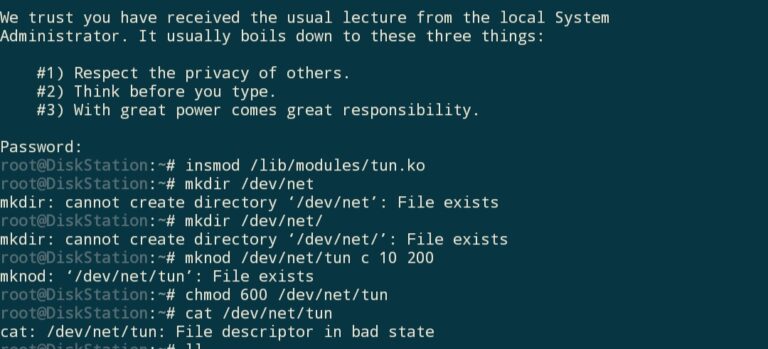 We trust you have received the usual lecture from the local System
Administrator. It usually boils down to these three things:
#1) Respect the privacy of others.
#2) Think before you type.
#3) With great power comes great responsibility.
Password:
root@DiskStation:~# insmod /lib/modules/tun.ko
root@DiskStation:~# mkdir /dev/net
mkdir: cannot create directory ‘/dev/net’: File exists
root@DiskStation:~# mkdir /dev/net/
mkdir: cannot create directory ‘/dev/net/’: File exists
root@DiskStation:~# mknod /dev/net/tun c 10 200
mknod: ‘/dev/net/tun’: File exists
root@DiskStation:~# chmod 600 /dev/net/tun
root@DiskStation:~# cat /dev/net/tun
cat: /dev/net/tun: File descriptor in bad state